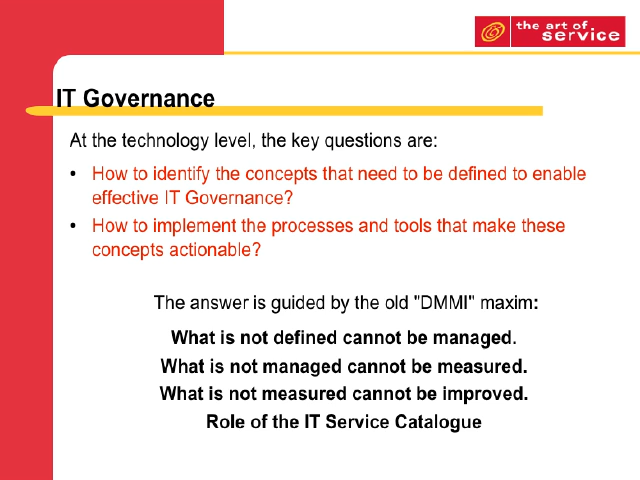 the art of
service
IT Governance
At the technology level, the key questions are:
• How to identify the concepts that need to be defined to enable
effective IT Governance?
• How to implement the processes and tools that make these
concepts actionable?
The answer is guided by the old "DMMI" maxim:
What is not defined cannot be managed.
What is not managed cannot be measured.
What is not measured cannot be improved.
Role of the IT Service Catalogue